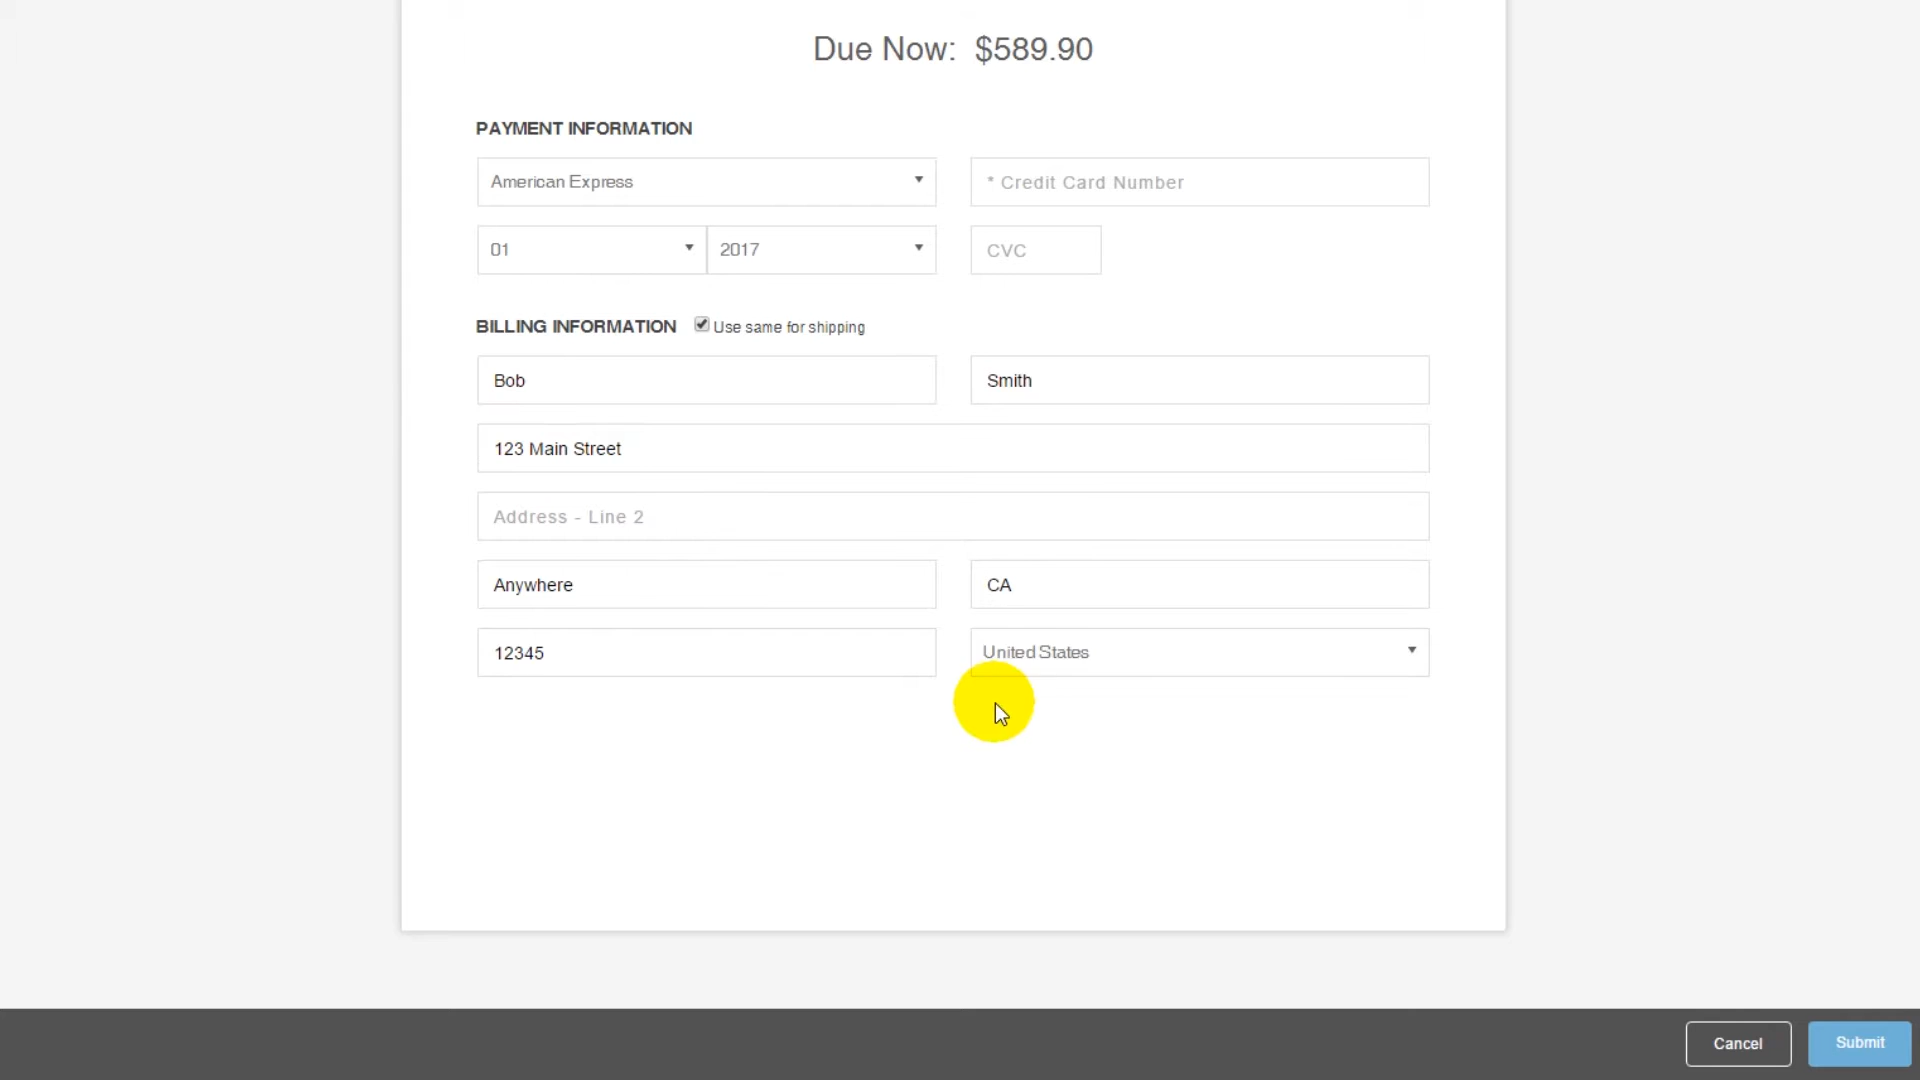 Due Now: $589.90
PAYMENT INFORMATION
American Express
* Credit Card Number
01
2017
CVC
BILLING INFORMATION
Use same for shipping
Bob
Smith
123 Main Street
Address - Line 2
Anywhere
CA
12345
United States
Cancel
Submit